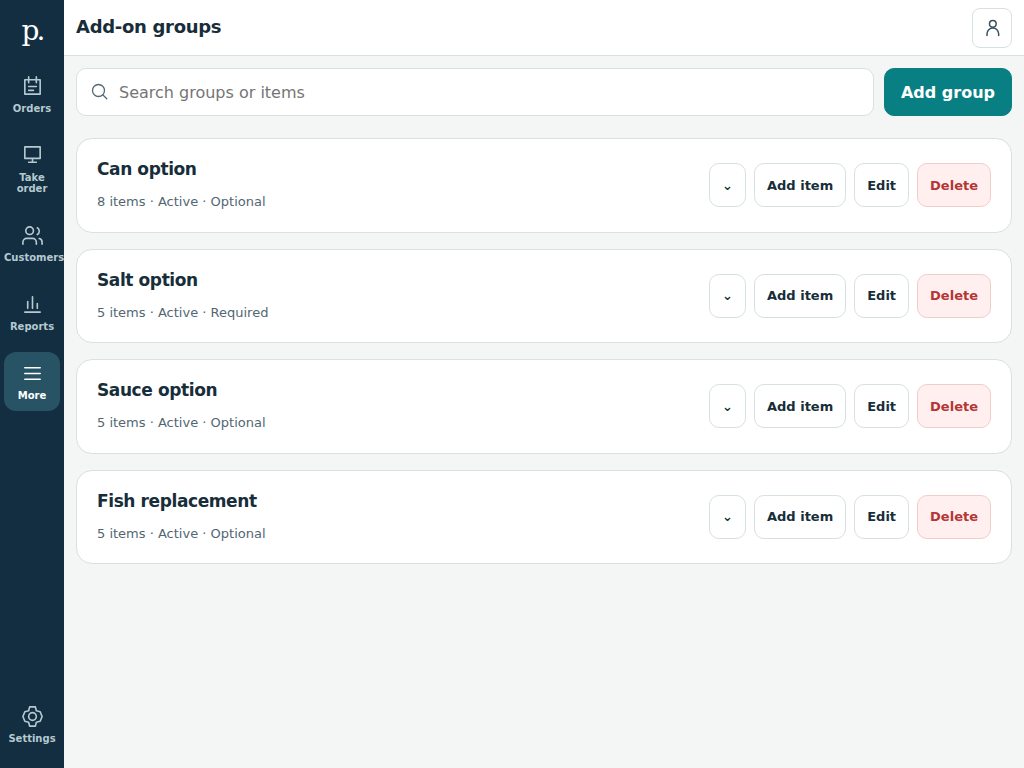 p.
Orders
Take
order
Customers
Reports
More
Settings
Add-on groups
Search groups or items
Add group
Can option
8 items · Active · Optional
Add item
Edit
Delete
Salt option
5 items · Active · Required
Add item
Edit
Delete
Sauce option
5 items · Active · Optional
Add item
Edit
Delete
Fish replacement
5 items · Active · Optional
Add item
Edit
Delete